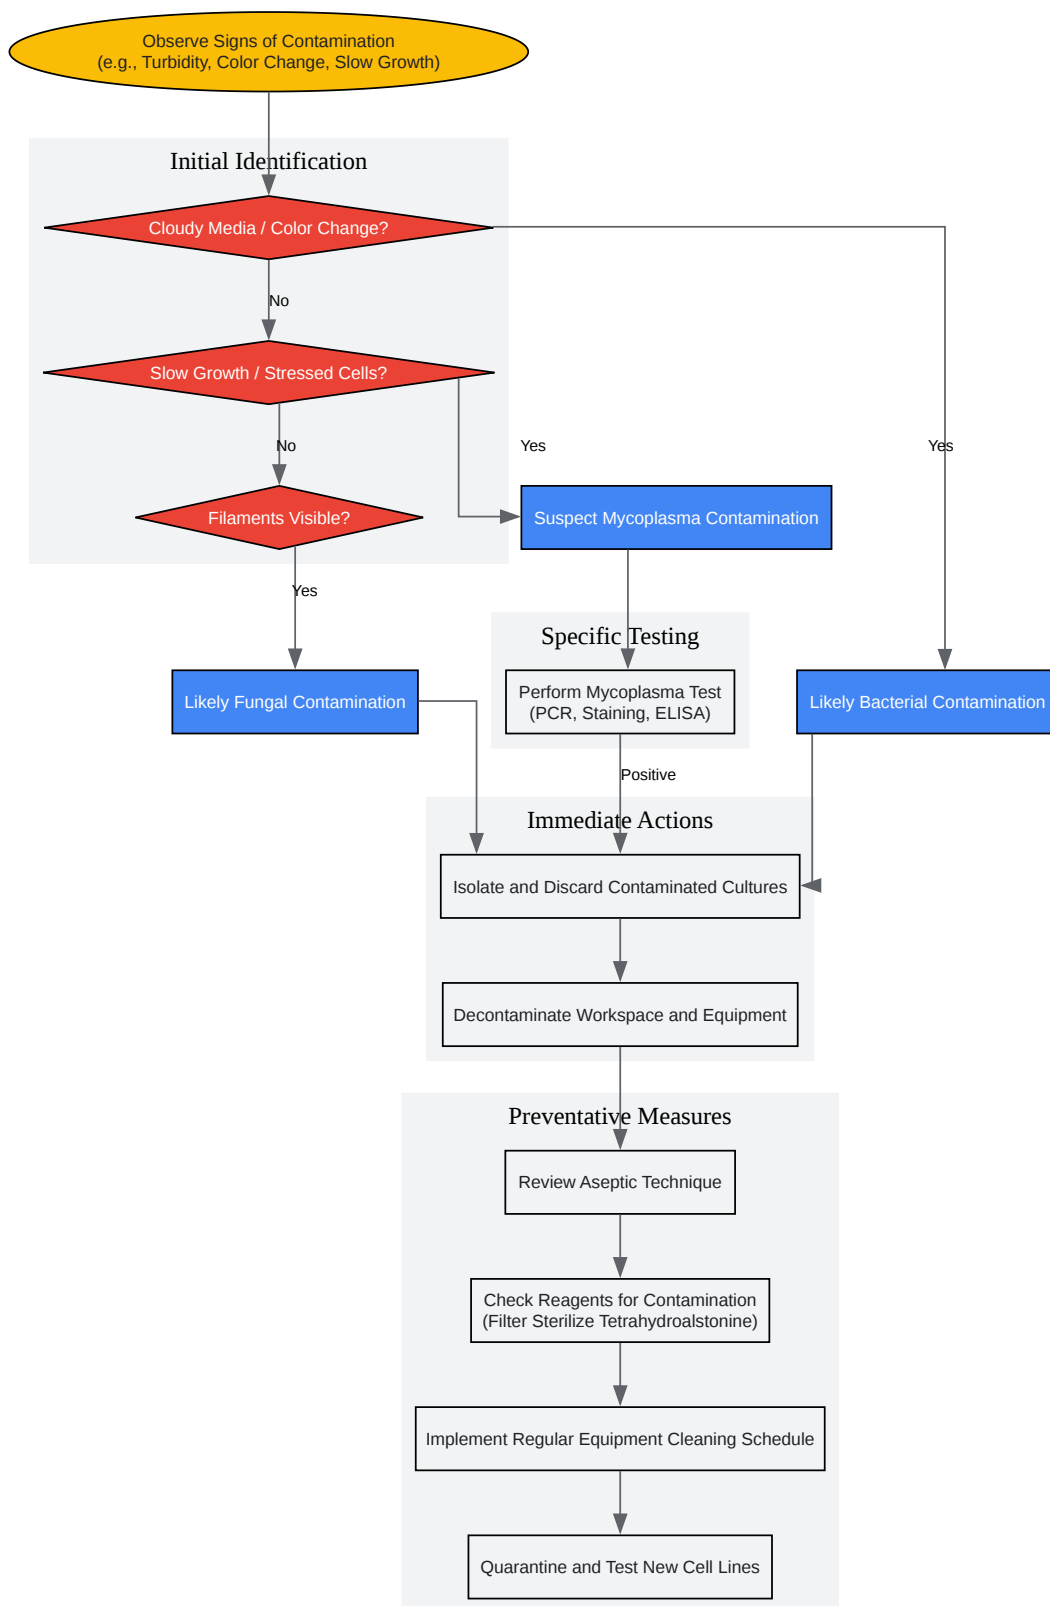 Observe Signs of Contamination
(e.g., Turbidity, Color Change, Slow Growth)
Initial Identification
Cloudy Media / Color Change?
No
Slow Growth / Stressed Cells?
No
Yes
Yes
Filaments Visible?
Suspect Mycoplasma Contamination
Yes
Specific Testing
Likely Fungal Contamination
Perform Mycoplasma Test
(PCR, Staining, ELISA)
Likely Bacterial Contamination
Positive
Immediate Actions
Isolate and Discard Contaminated Cultures
Decontaminate Workspace and Equipment
Preventative Measures
Review Aseptic Technique
Check Reagents for Contamination
(Filter Sterilize Tetrahydroalstonine)
Implement Regular Equipment Cleaning Schedule
Quarantine and Test New Cell Lines